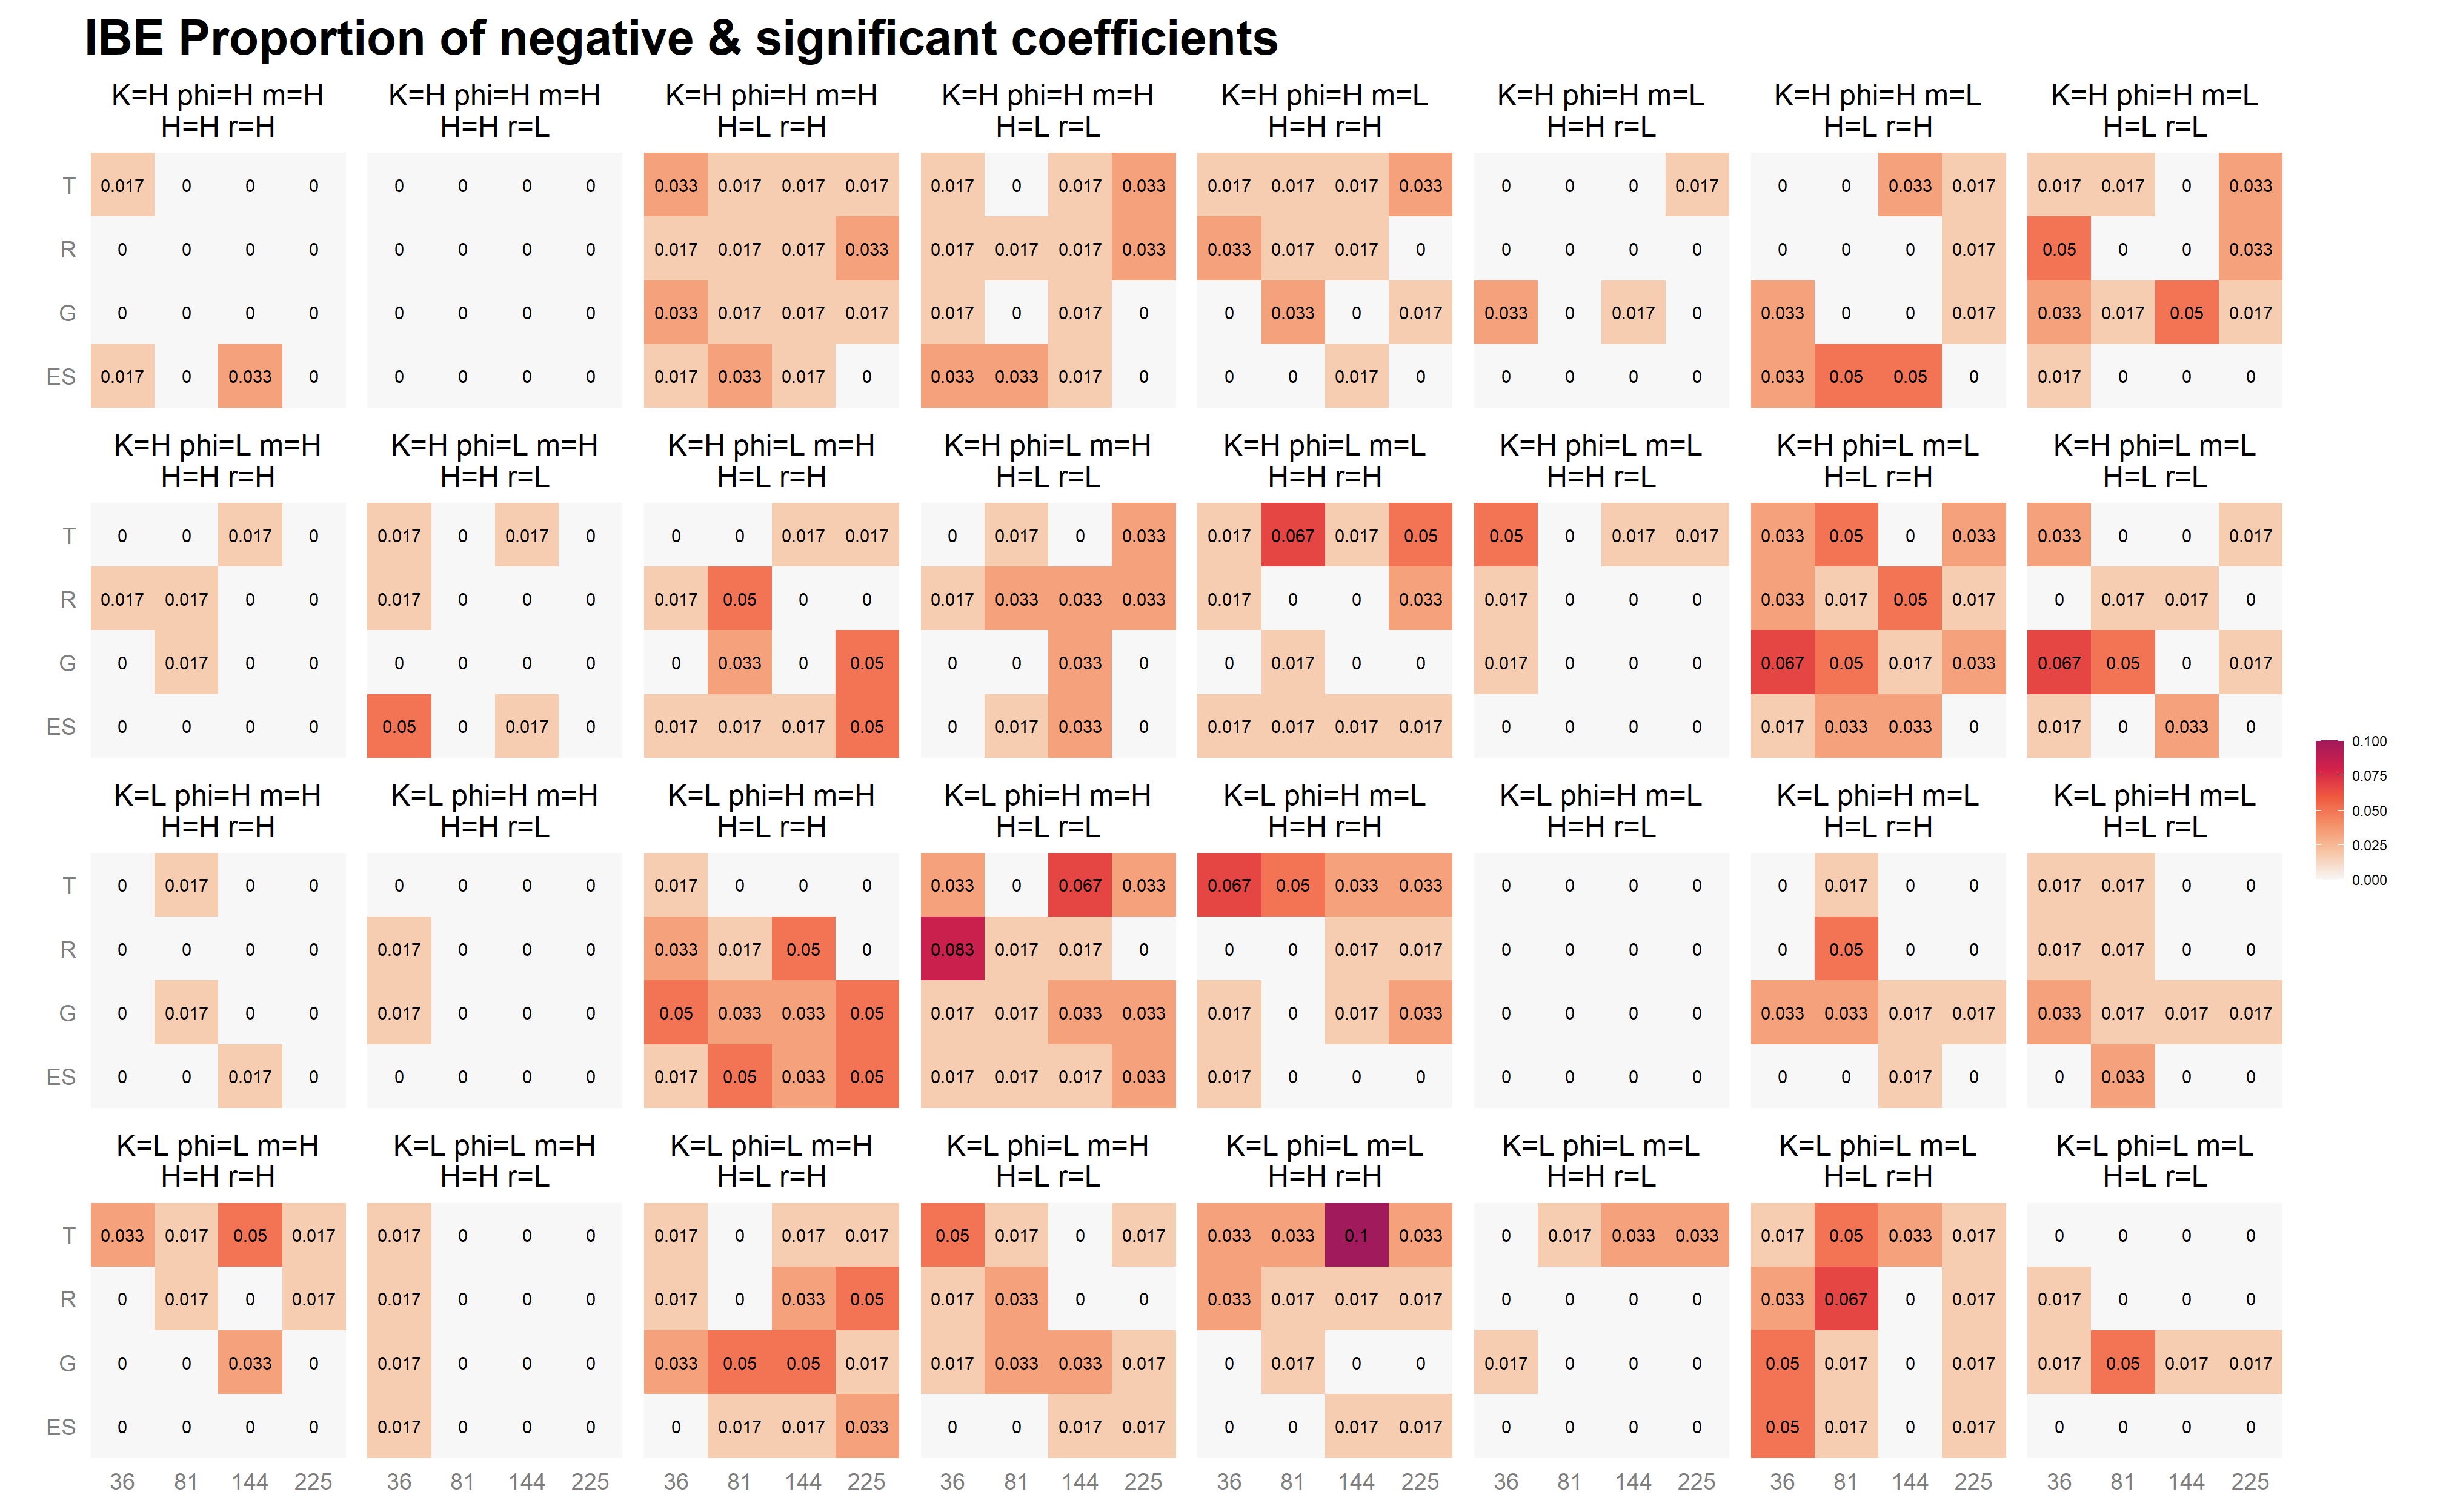 IBE Proportion of negative & significant coefficients
K=H phi=H m=H K=H phi=H m=H K=H phi=H m=H K=H phi=H m=H K=H phi=H m=L K=H phi=H m=L K=H phi=H m=L K=H phi=H m=L
H=H r=H H=H r=L H=L r=H H=L r=L H=H r=H H=H r=L H=L r=H H=L r=L
T 0.017 0 0 0 0 0 0 0 0.033 0.017 0.017 0.017 0.017 0 0.017 0.033 0.017 0.017 0.017 0.033 0 0 0 0.017 0 0 0.033 0.017 0.017 0.017 0 0.033
R 0 0 0 0 0 0 0 0 0.017 0.017 0.017 0.033 0.017 0.017 0.017 0.033 0.033 0.017 0.017 0 0 0 0 0 0 0 0 0.017 0.05 0 0 0.033
G 0 0 0 0 0 0 0 0 0.033 0.017 0.017 0.017 0.017 0 0.017 0 0 0.033 0 0.017 0.033 0 0.017 0 0.033 0 0 0.017 0.033 0.017 0.05 0.017
ES 0.017 0 0.033 0 0 0 0 0 0.017 0.033 0.017 0 0.033 0.033 0.017 0 0 0 0.017 0 0 0 0 0 0.033 0.05 0.05 0 0.017 0 0 0
K=H phi=L m=H K=H phi=L m=H K=H phi=L m=H K=H phi=L m=H K=H phi=L m=L K=H phi=L m=L K=H phi=L m=L K=H phi=L m=L
H=H r=H H=H r=L H=L r=H H=L r=L H=H r=H H=H r=L H=L r=H H=L r=L
T 0 0 0.017 0 0.017 0 0.017 0 0 0 0.017 0.017 0 0.017 0 0.033 0.017 0.067 0.017 0.05 0.05 0 0.017 0.017 0.033 0.05 0 0.033 0.033 0 0 0.017
R 0.017 0.017 0 0 0.017 0 0 0 0.017 0.05 0 0 0.017 0.033 0.033 0.033 0.017 0 0 0.033 0.017 0 0 0 0.033 0.017 0.05 0.017 0 0.017 0.017 0
G 0 0.017 0 0 0 0 0 0 0 0.033 0 0.05 0 0 0.033 0 0 0.017 0 0 0.017 0 0 0 0.067 0.05 0.017 0.033 0.067 0.05 0 0.017
ES 0 0 0 0 0.05 0 0.017 0 0.017 0.017 0.017 0.05 0 0.017 0.033 0 0.017 0.017 0.017 0.017 0 0 0 0 0.017 0.033 0.033 0 0.017 0 0.033 0
0.100
0.075
0.050
0.025
0.000
K=L phi=H m=H K=L phi=H m=H K=L phi=H m=H K=L phi=H m=H K=L phi=H m=L K=L phi=H m=L K=L phi=H m=L K=L phi=H m=L
H=H r=H H=H r=L H=L r=H H=L r=L H=H r=H H=H r=L H=L r=H H=L r=L
T 0 0.017 0 0 0 0 0 0 0.017 0 0 0 0.033 0 0.067 0.033 0.067 0.05 0.033 0.033 0 0 0 0 0 0.017 0 0 0.017 0.017 0 0
R 0 0 0 0 0.017 0 0 0 0.033 0.017 0.05 0 0.083 0.017 0.017 0 0 0 0.017 0.017 0 0 0 0 0 0.05 0 0 0.017 0.017 0 0
G 0 0.017 0 0 0.017 0 0 0 0.05 0.033 0.033 0.05 0.017 0.017 0.033 0.033 0.017 0 0.017 0.033 0 0 0 0 0.033 0.033 0.017 0.017 0.033 0.017 0.017 0.017
ES 0 0 0.017 0 0 0 0 0 0.017 0.05 0.033 0.05 0.017 0.017 0.017 0.033 0.017 0 0 0 0 0 0 0 0 0 0.017 0 0 0.033 0 0
K=L phi=L m=H K=L phi=L m=H K=L phi=L m=H K=L phi=L m=H K=L phi=L m=L K=L phi=L m=L K=L phi=L m=L K=L phi=L m=L
H=H r=H H=H r=L H=L r=H H=L r=L H=H r=H H=H r=L H=L r=H H=L r=L
T 0.033 0.017 0.05 0.017 0.017 0 0 0 0.017 0 0.017 0.017 0.05 0.017 0 0.017 0.033 0.033 0.1 0.033 0 0.017 0.033 0.033 0.017 0.05 0.033 0.017 0 0 0 0
R 0 0.017 0 0.017 0.017 0 0 0 0.017 0 0.033 0.05 0.017 0.033 0 0 0.033 0.017 0.017 0.017 0 0 0 0 0.033 0.067 0 0.017 0.017 0 0 0
G 0 0 0.033 0 0.017 0 0 0 0.033 0.05 0.05 0.017 0.017 0.033 0.033 0.017 0 0.017 0 0 0.017 0 0 0 0.05 0.017 0 0.017 0.017 0.05 0.017 0.017
ES 0 0 0 0 0.017 0 0 0 0 0.017 0.017 0.033 0 0 0.017 0.017 0 0 0.017 0.017 0 0 0 0 0.05 0.017 0 0.017 0 0 0 0
36 81 144 225 36 81 144 225 36 81 144 225 36 81 144 225 36 81 144 225 36 81 144 225 36 81 144 225 36 81 144 225